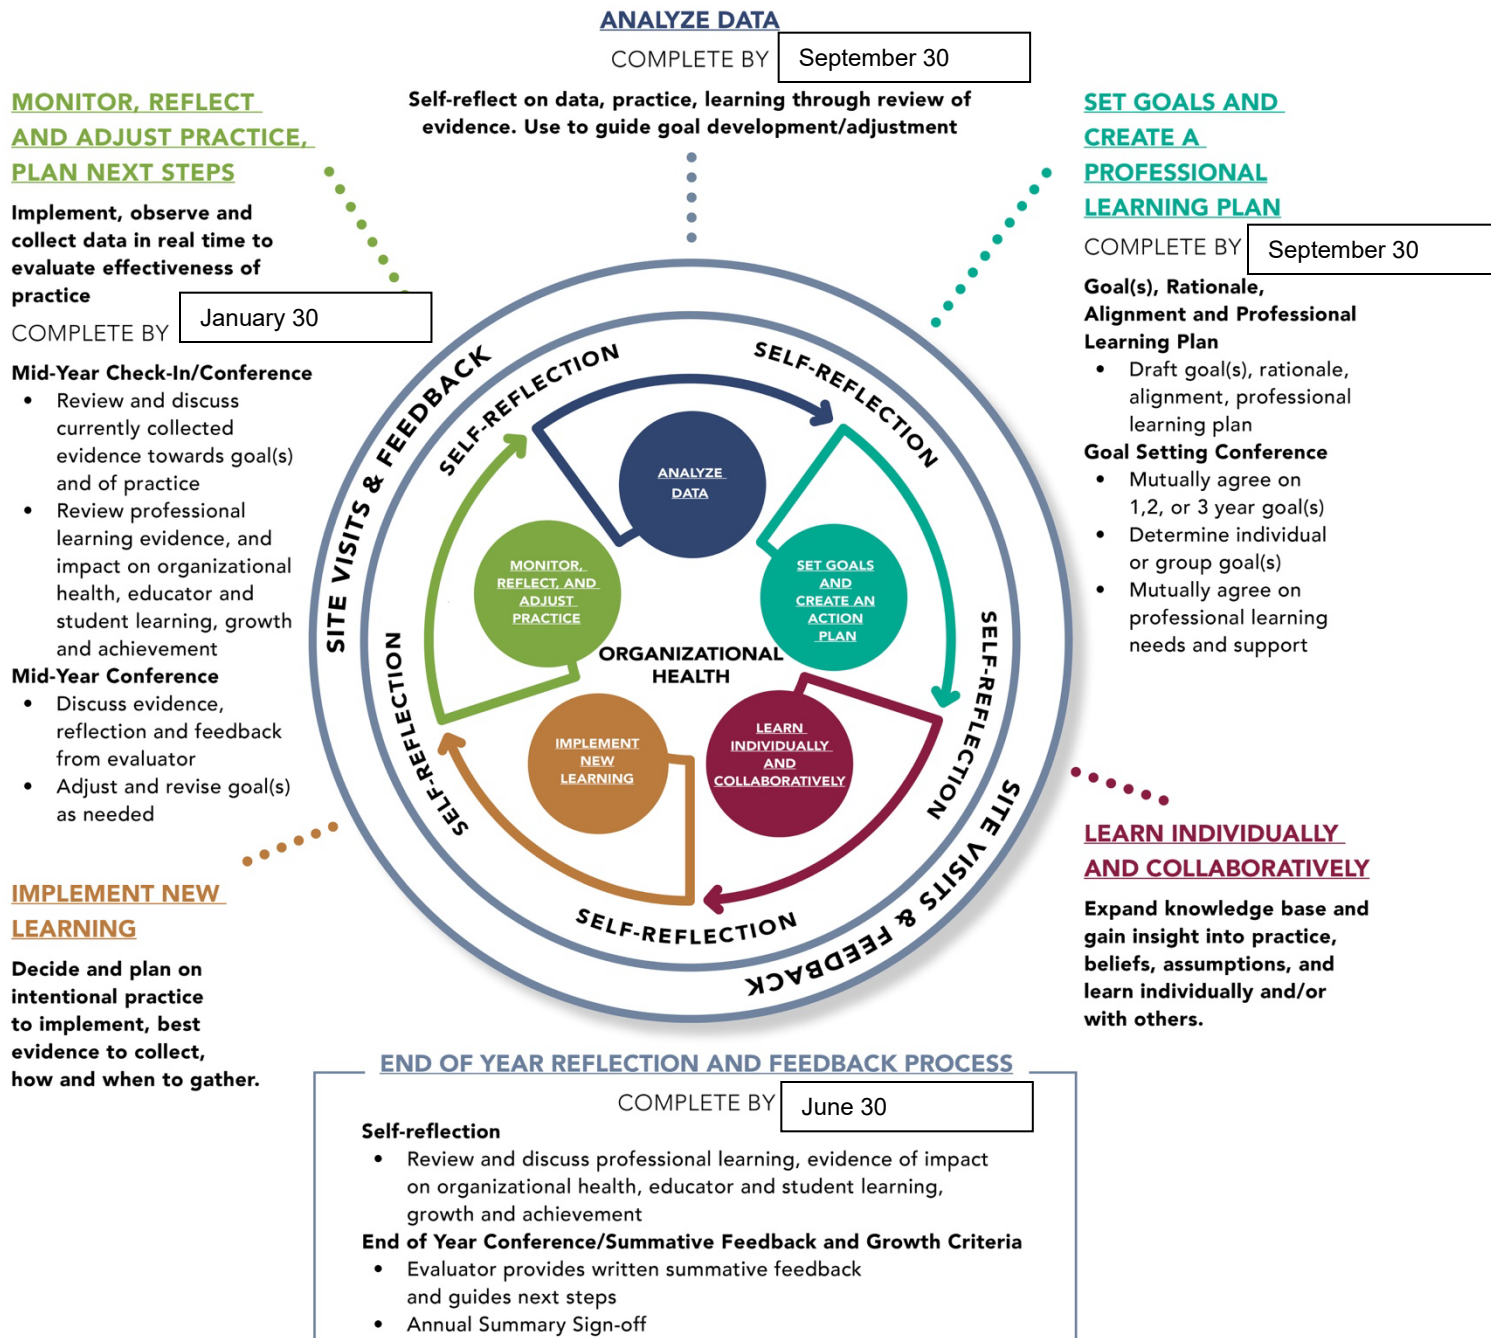 ANALYZE DATA
COMPLETE BY September 30
Self-reflect on data, practice, learning through review of
evidence. Use to guide goal development/adjustment
MONITOR, REFLECT
AND ADJUST PRACTICE,
PLAN NEXT STEPS
Implement, observe and
collect data in real time to
evaluate effectiveness of
practice
COMPLETE BY January 30
Mid-Year Check-In/Conference
• Review and discuss
currently collected
evidence towards goal(s)
and of practice
• Review professional
learning evidence, and
impact on organizational
health, educator and
student learning, growth
and achievement
Mid-Year Conference
• Discuss evidence,
reflection and feedback
from evaluator
• Adjust and revise goal(s)
as needed
IMPLEMENT NEW
LEARNING
Decide and plan on
intentional practice
to implement, best
evidence to collect,
how and when to gather.
SITE VISITS & FEEDBACK
SELF-REFLECTION
SELF-REFLECTION
SELF-REFLECTION
SELF-REFLECTION
SELF-REFLECTION
SITE VISITS & FEEDBACK
ANALYZE
DATA
MONITOR,
REFLECT, AND
ADJUST
PRACTICE
SET GOALS
AND
CREATE AN
ACTION
PLAN
ORGANIZATIONAL
HEALTH
IMPLEMENT
NEW
LEARNING
LEARN
INDIVIDUALLY
AND
COLLABORATIVELY
SET GOALS AND
CREATE A
PROFESSIONAL
LEARNING PLAN
COMPLETE BY September 30
Goal(s), Rationale,
Alignment and Professional
Learning Plan
• Draft goal(s), rationale,
alignment, professional
learning plan
Goal Setting Conference
• Mutually agree on
1,2, or 3 year goal(s)
• Determine individual
or group goal(s)
• Mutually agree on
professional learning
needs and support
LEARN INDIVIDUALLY
AND COLLABORATIVELY
Expand knowledge base and
gain insight into practice,
beliefs, assumptions, and
learn individually and/or
with others.
END OF YEAR REFLECTION AND FEEDBACK PROCESS
COMPLETE BY June 30
Self-reflection
• Review and discuss professional learning, evidence of impact
on organizational health, educator and student learning,
growth and achievement
End of Year Conference/Summative Feedback and Growth Criteria
• Evaluator provides written summative feedback
and guides next steps
• Annual Summary Sign-off